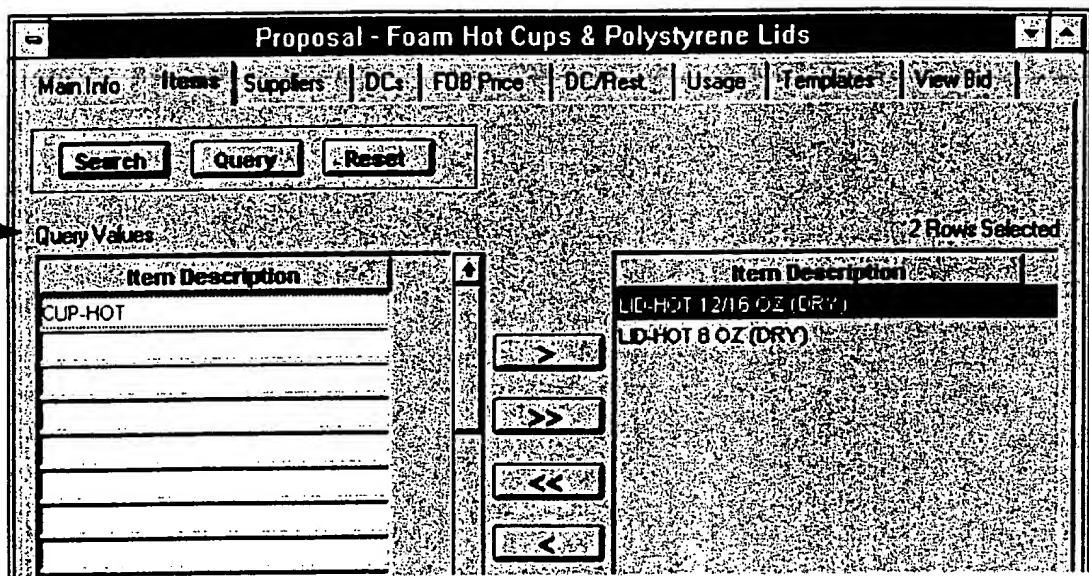 Proposal - Foam Hot Cups & Polystyrene Lids
Main Info Items Suppliers DCs FOB Price DC/Rest. Usage Templates View Bid
Search Query Reset
Query Values
2 Rows Selected
Item Description
CUP-HOT
>
>>
<<
<
Item Description
LID-HOT 12/16 OZ (DRY)
LID-HOT 8 OZ (DRY)